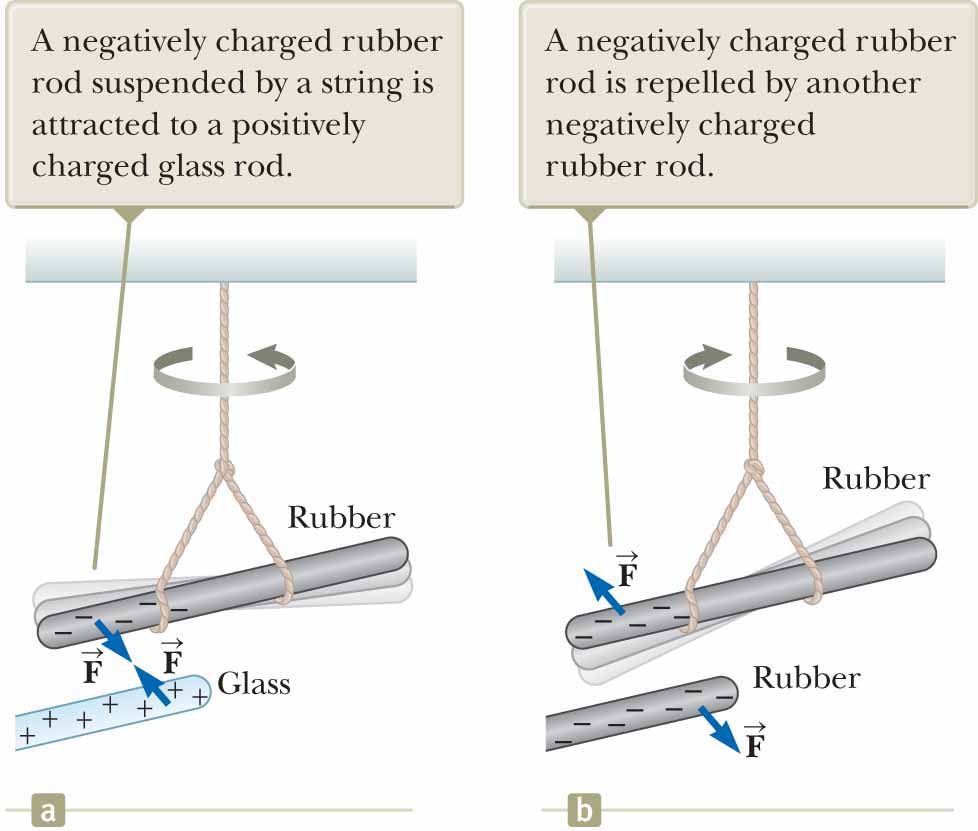 A negatively charged rubber
rod suspended by a string is
attracted to a positively
charged glass rod.
Rubber
F
F
Glass
a
A negatively charged rubber
rod is repelled by another
negatively charged
rubber rod.
Rubber
F
Rubber
F
b